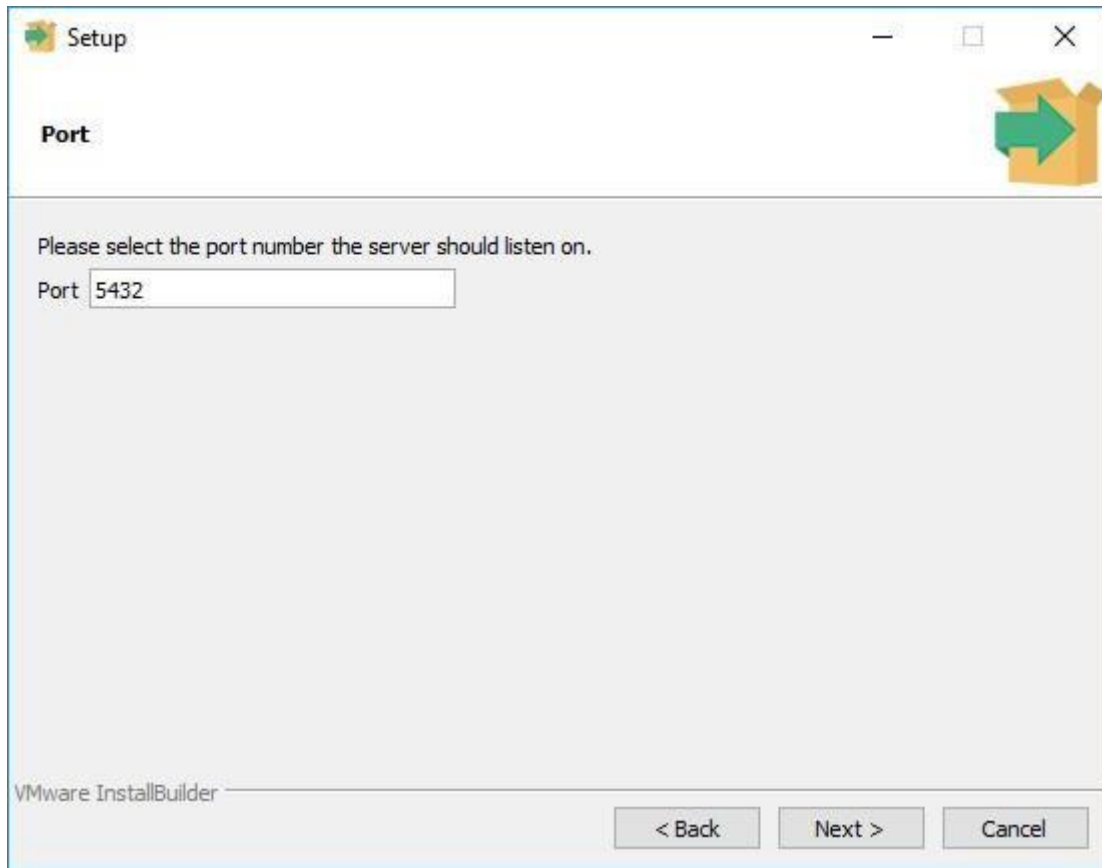 Setup
Port
Please select the port number the server should listen on.
Port 5432
VMware InstallBuilder
< Back Next > Cancel